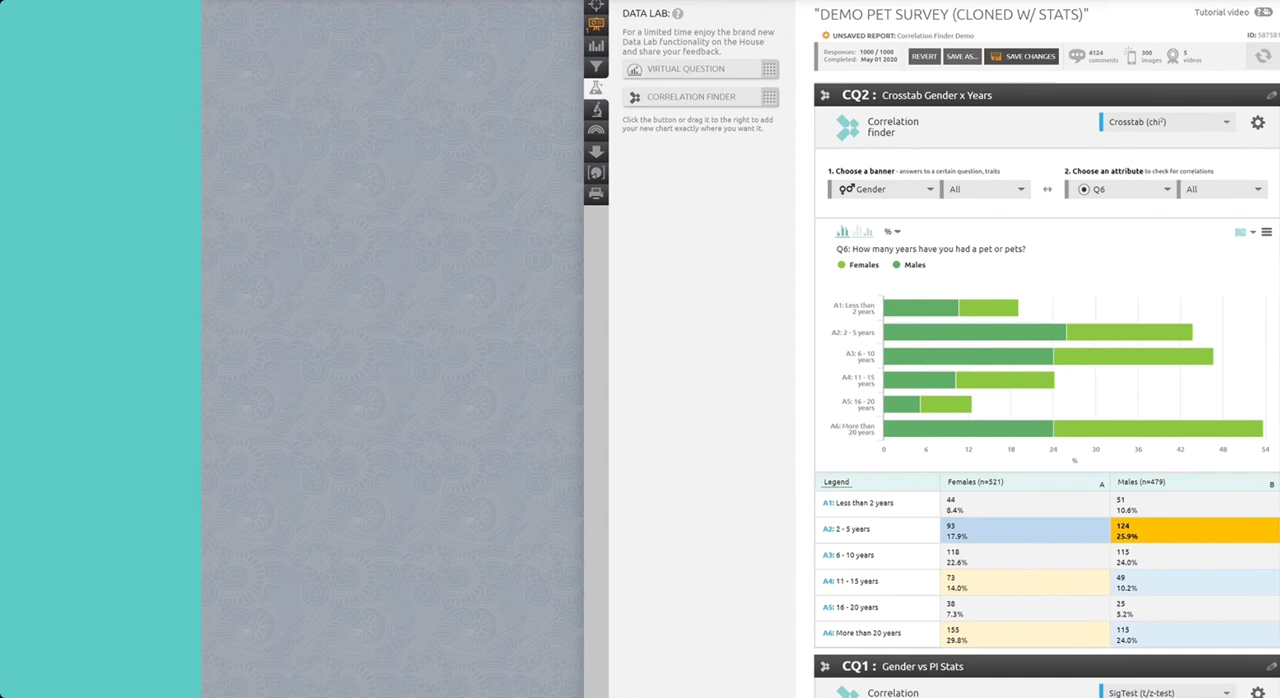 DATA LAB: ?
For a limited time enjoy the brand new
Data Lab functionality on the House
and share your feedback.
VIRTUAL QUESTION
CORRELATION FINDER
Click the button or drag it to the right to add
your new chart exactly where you want it.
"DEMO PET SURVEY (CLONED W/ STATS)"
Tutorial video
UNSAVED REPORT: Correlation Finder Demo
Responses: 1000 / 1000
Completed: May 01 2020
REVERT
SAVE AS...
SAVE CHANGES
4124
comments
300
images
5
videos
CQ2 : Crosstab Gender x Years
Correlation
finder
Crosstab (chi²)
1. Choose a banner - answers to a certain question, traits
2. Choose an attribute to check for correlations
Gender
All
Q6
All
%
Q6: How many years have you had a pet or pets?
Females
Males
A1: Less than
2 years
A2: 2 - 5 years
A3: 6 - 10
years
A4: 11 - 15
years
A5: 16 - 20
years
A6: More than
20 years
0 6 12 18 24 30 36 42 48 54
%
Legend Females (n=521) A Males (n=479) B
A1: Less than 2 years 44 51
8.4% 10.6%
A2: 2 - 5 years 93 124
17.9% 25.9%
A3: 6 - 10 years 118 115
22.6% 24.0%
A4: 11 - 15 years 73 49
14.0% 10.2%
A5: 16 - 20 years 38 25
7.3% 5.2%
A6: More than 20 years 155 115
29.8% 24.0%
CQ1 : Gender vs PI Stats
Correlation
SigTest (t/z-test)